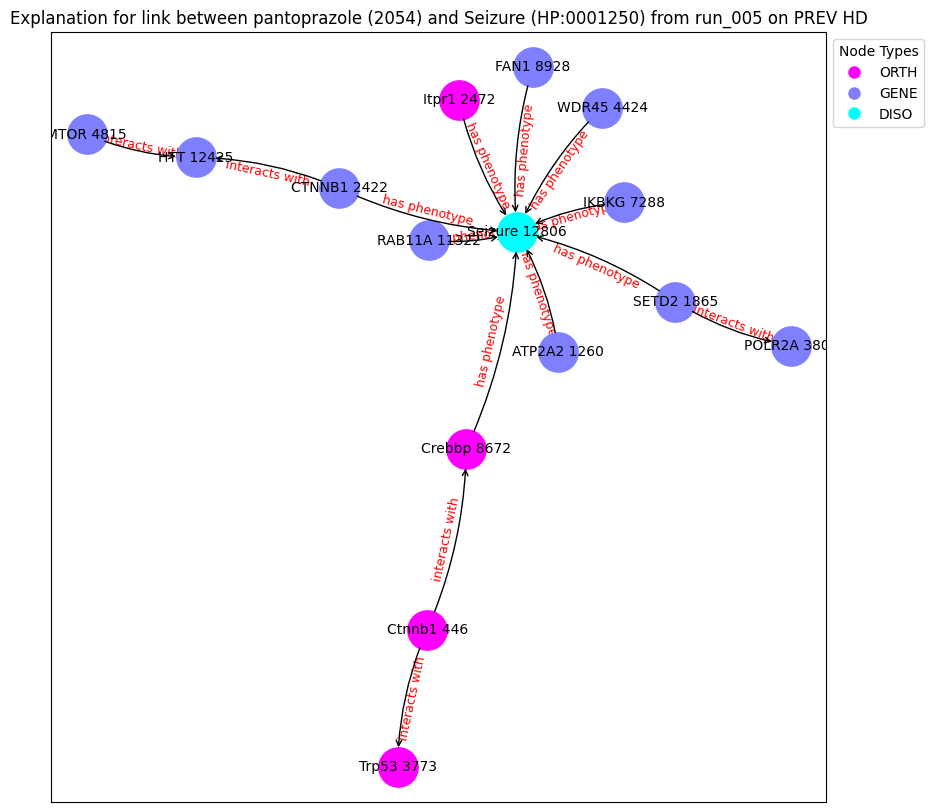 Explanation for link between pantoprazole (2054) and Seizure (HP:0001250) from run_005 on PREV HD
Node Types
ORTH
GENE
DISO
FAN1 8928
Itpr1 2472
WDR45 4424
MTOR 4815
interacts with
HTT 12435
interacts with
CTNNB1 2422
has phenotype
has phenotype
has phenotype
has phenotype
IKBKG 7288
has phenotype
Seizure 12806
RAB11A 11322
has phenotype
has phenotype
has phenotype
SETD2 1865
interacts with
POLR2A 380
ATP2A2 1260
has phenotype
Crebbp 8672
interacts with
Ctnnb1 446
interacts with
Trp53 3773